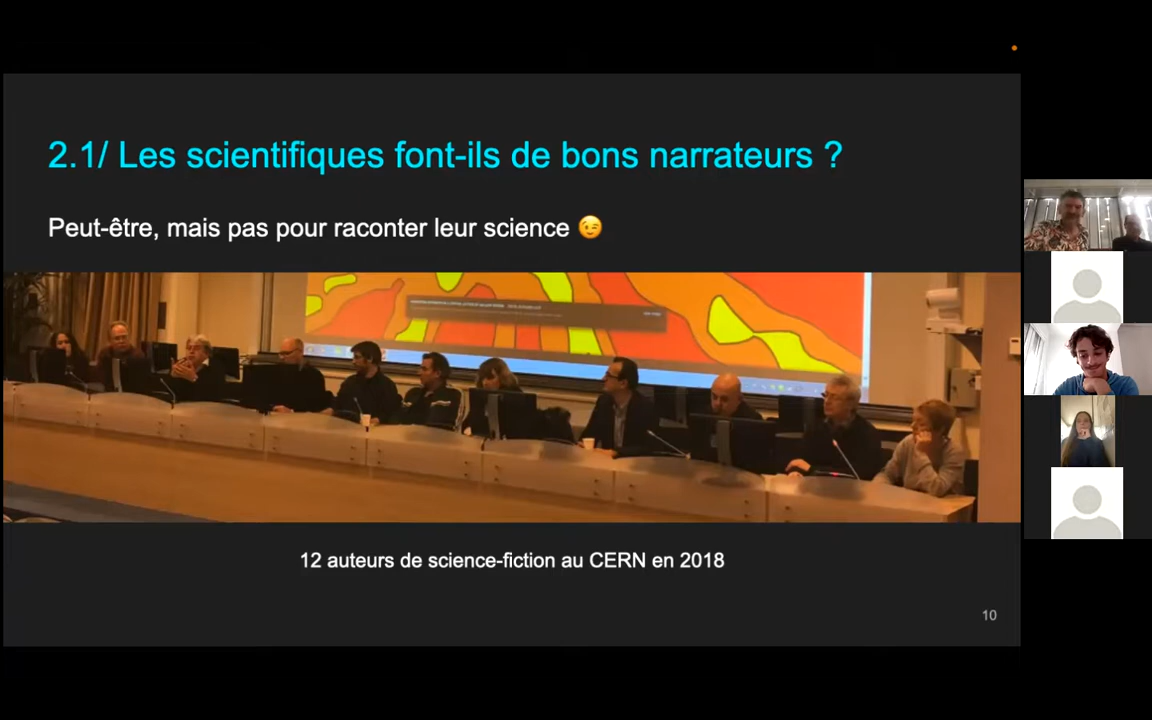 2.1/ Les scientifiques font-ils de bons narrateurs ?
Peut-être, mais pas pour raconter leur science 😉
12 auteurs de science-fiction au CERN en 2018
10